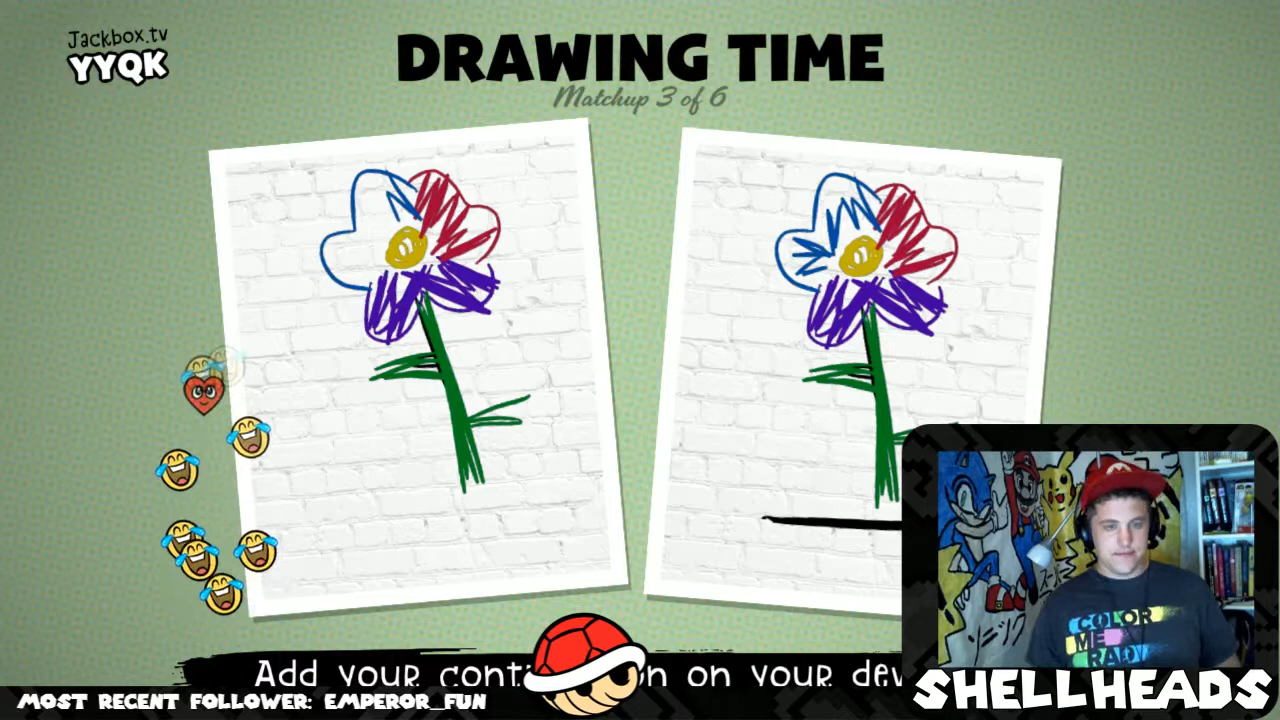 Jackbox.tv
YYQK
DRAWING TIME
Matchup 3 of 6
Add your on your
MOST RECENT FOLLOWER: EMPEROR_FUN
COLOR
ME
RAD
SHELLHEADS